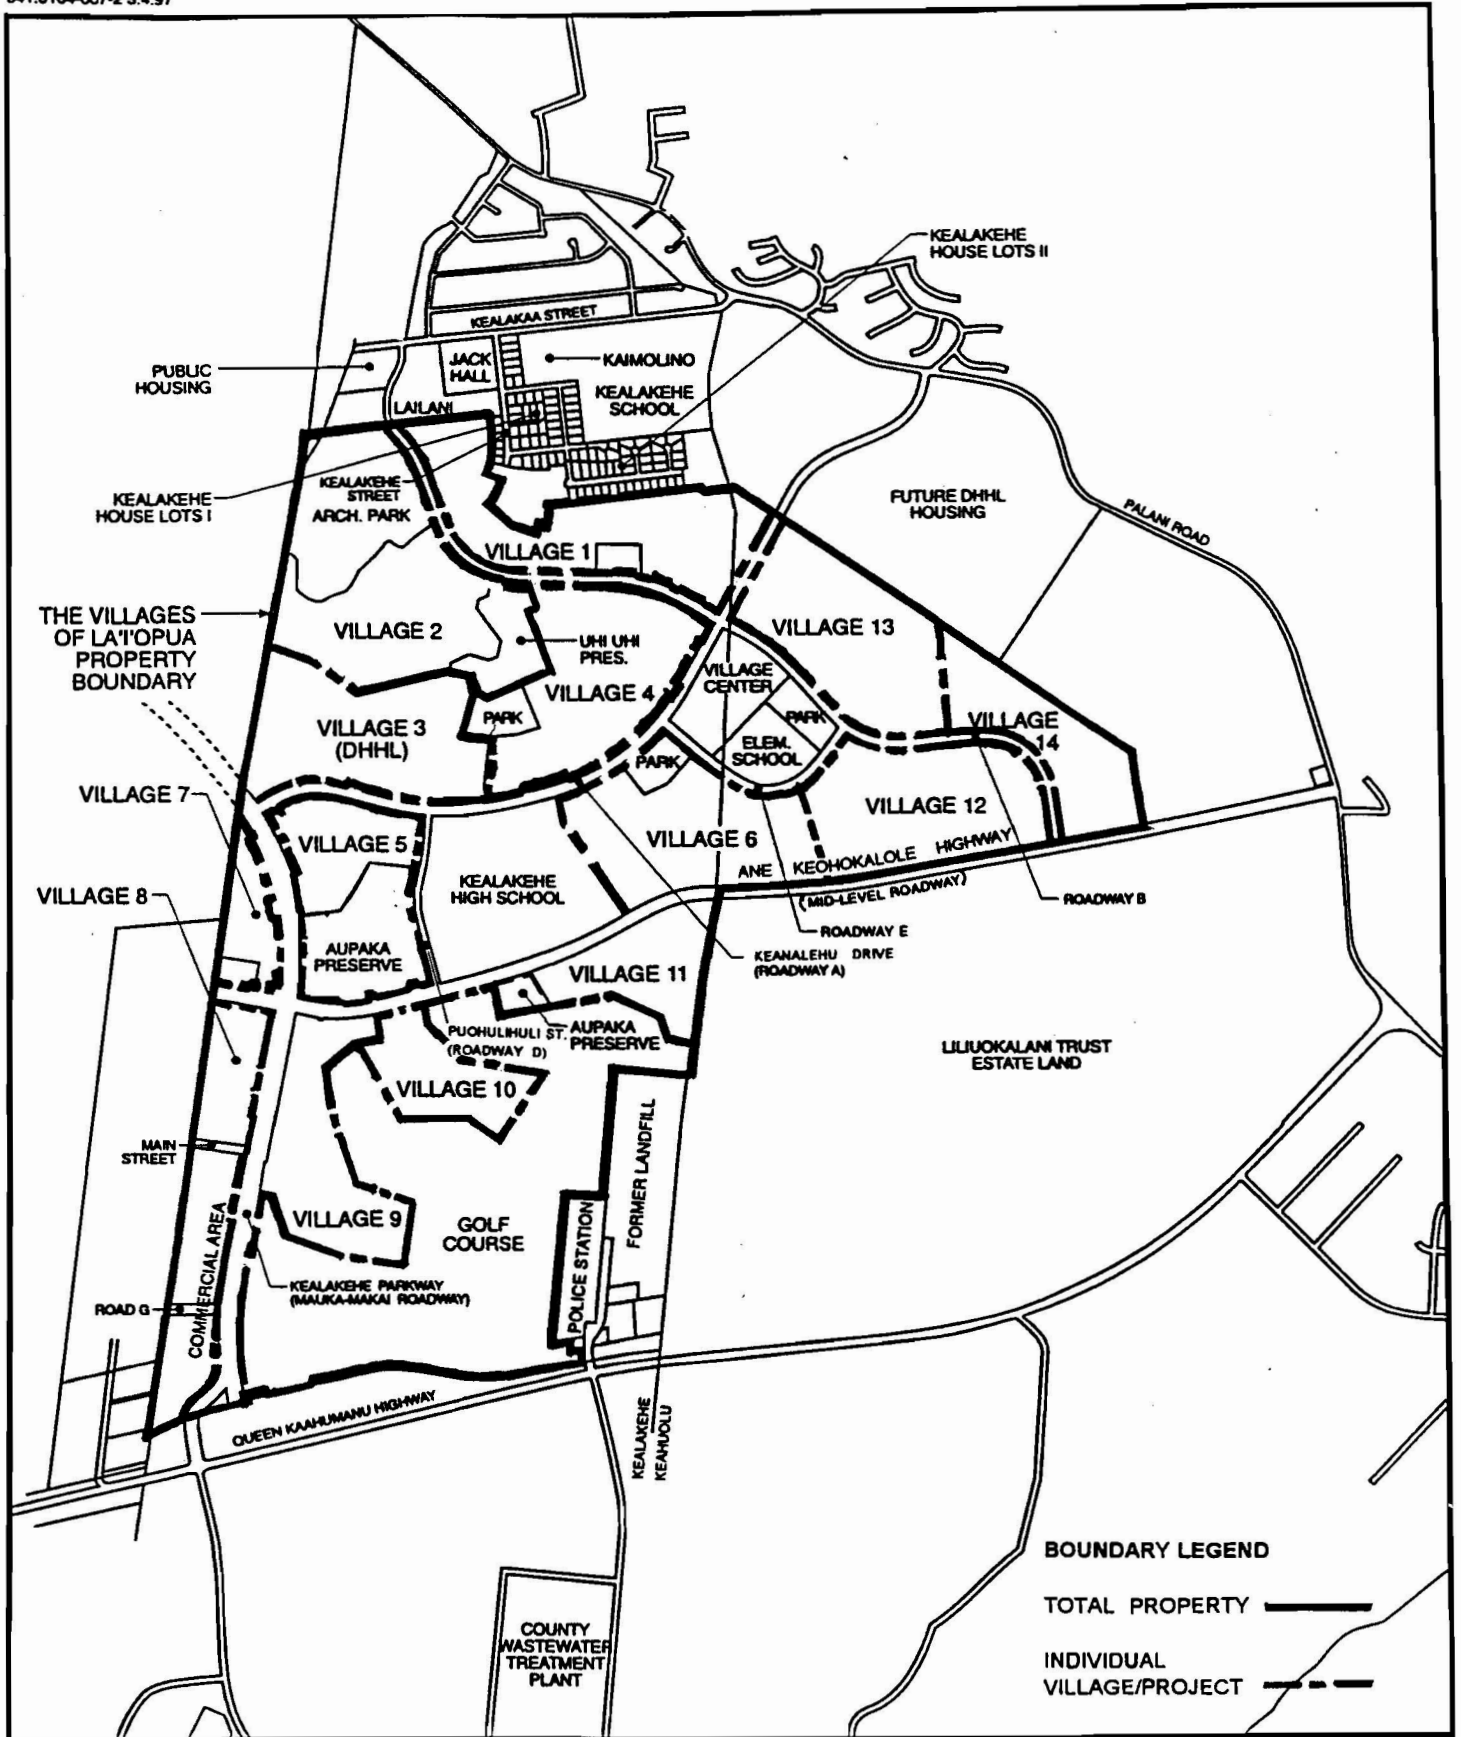 KEALAKEHE
HOUSE LOTS II
KEALAKAA STREET
PUBLIC
HOUSING
JACK
HALL
KAIMOLINO
KEALAKEHE
SCHOOL
LAILANI
KEALAKEHE
STREET
KEALAKEHE
HOUSE LOTS I
ARCH. PARK
FUTURE DHHL
HOUSING
PALANI ROAD
VILLAGE 1
THE VILLAGES
OF LA'I'OPUA
PROPERTY
BOUNDARY
VILLAGE 2
UHI UHI
PRES.
VILLAGE 13
VILLAGE
CENTER
VILLAGE 4
PARK
PARK
VILLAGE 3
(DHHL)
VILLAGE
14
ELEM.
SCHOOL
PARK
VILLAGE 7
VILLAGE 12
VILLAGE 5
VILLAGE 6
ANE KEOHOKALOLE HIGHWAY
(MID-LEVEL ROADWAY)
KEALAKEHE
HIGH SCHOOL
VILLAGE 8
ROADWAY B
ROADWAY E
AUPAKA
PRESERVE
KEANALEHU DRIVE
(ROADWAY A)
VILLAGE 11
PUOHULIHULI ST.
(ROADWAY D)
AUPAKA
PRESERVE
LILIUOKALANI TRUST
ESTATE LAND
VILLAGE 10
MAIN
STREET
FORMER LANDFILL
VILLAGE 9
GOLF
COURSE
POLICE STATION
COMMERCIAL AREA
KEALAKEHE PARKWAY
(MAUKA-MAKAI ROADWAY)
ROAD G
QUEEN KAAHUMANU HIGHWAY
KEALAKEHE
KEAHUOLU
COUNTY
WASTEWATER
TREATMENT
PLANT
BOUNDARY LEGEND
TOTAL PROPERTY
INDIVIDUAL
VILLAGE/PROJECT